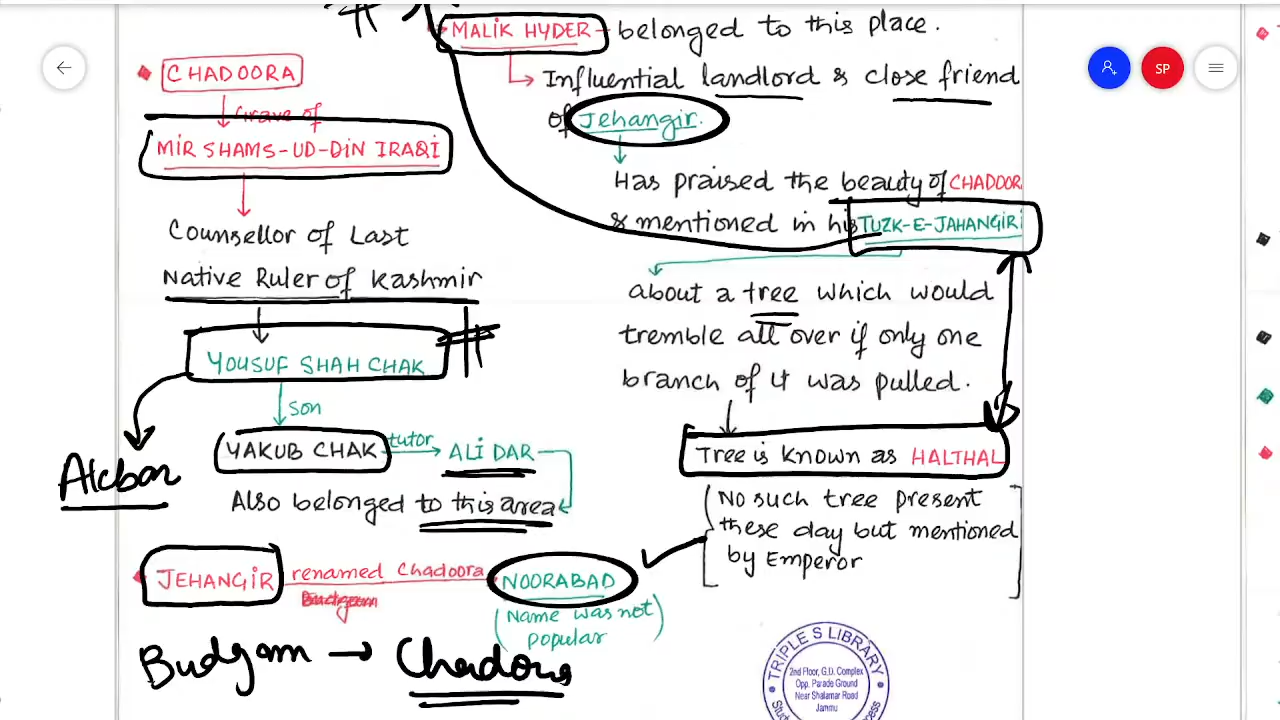 CHADOORA
Grave of
MIR SHAMS-UD-DIN IRAQI
Counsellor of Last
Native Ruler of Kashmir
YOUSUF SHAH CHAK
son
YAKUB CHAK tutor ALI DAR
Also belonged to this area
Akbar
JEHANGIR renamed Chadoora NOORABAD
(Name was not
popular)
Budgam → Chadoora
MALIK HYDER - belonged to this place.
Influential landlord & close friend
of Jehangir.
Has praised the beauty of CHADOOR
& mentioned in his TUZK-E-JAHANGIRI
about a tree which would
tremble all over if only one
branch of it was pulled.
Tree is known as HALTHAL
[No such tree present
these day but mentioned
by Emperor]
SP
TRIPLE S LIBRARY
2nd Floor, G.D. Complex
Opp. Parade Ground
Near Shalamar Road
Jammu